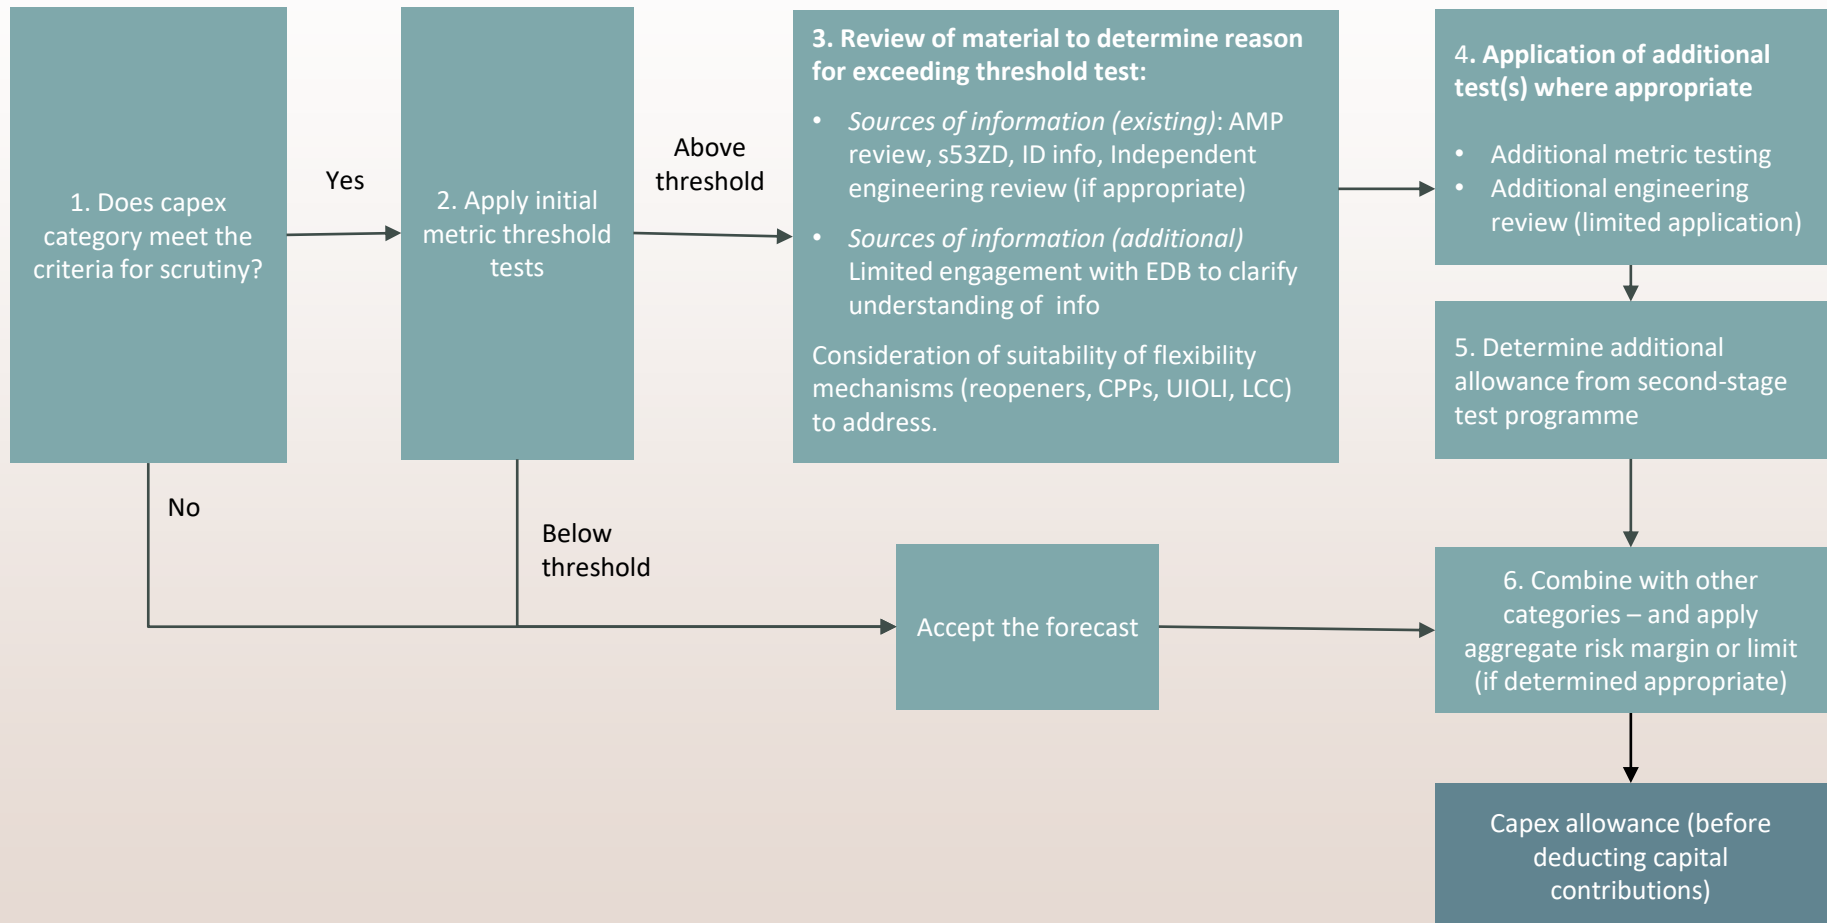 1. Does capex
category meet the
criteria for scrutiny?
Yes
No
2. Apply initial
metric threshold
tests
Above
threshold
Below
threshold
3. Review of material to determine reason
for exceeding threshold test:
• Sources of information (existing): AMP
review, s53ZD, ID info, Independent
engineering review (if appropriate)
• Sources of information (additional)
Limited engagement with EDB to clarify
understanding of info
Consideration of suitability of flexibility
mechanisms (reopeners, CPPs, UIOLI, LCC)
to address.
4. Application of additional
test(s) where appropriate
• Additional metric testing
• Additional engineering
review (limited application)
5. Determine additional
allowance from second-stage
test programme
Accept the forecast
6. Combine with other
categories – and apply
aggregate risk margin or limit
(if determined appropriate)
Capex allowance (before
deducting capital
contributions)